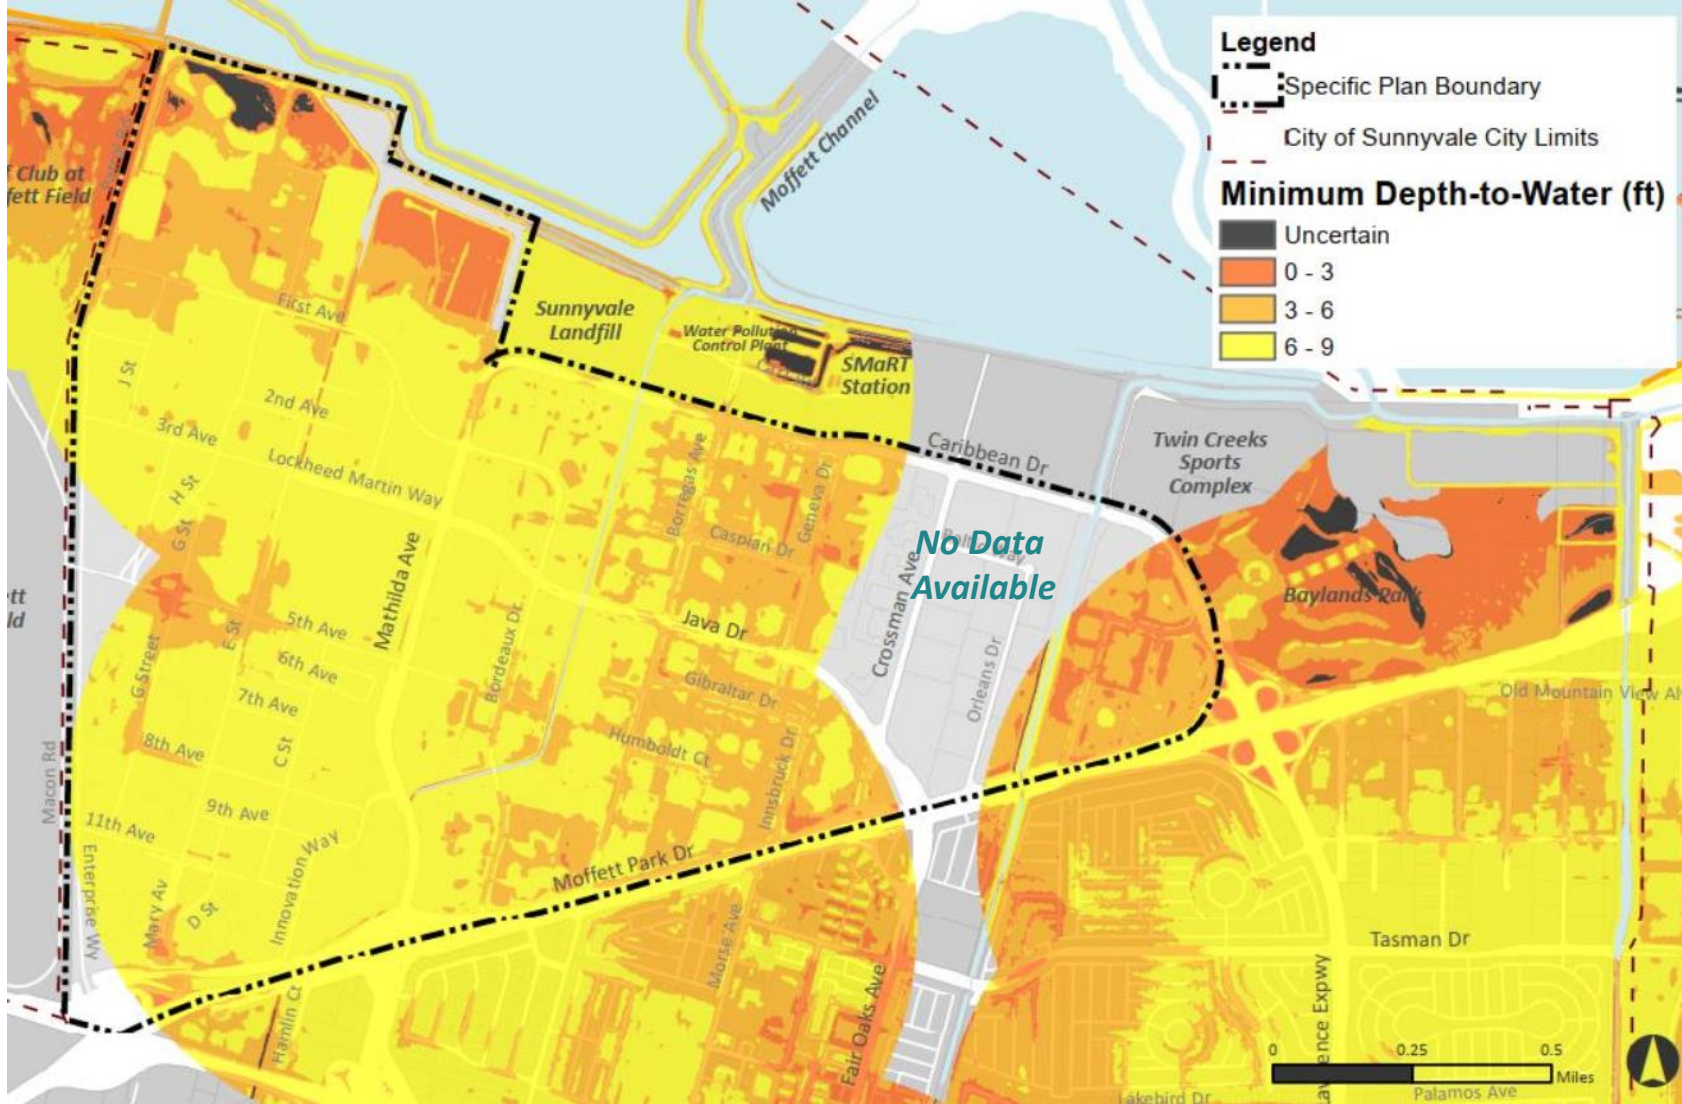 Legend
Specific Plan Boundary
City of Sunnyvale City Limits
Minimum Depth-to-Water (ft)
Uncertain
0 - 3
3 - 6
6 - 9
Moffett Channel
Club at
fett Field
Sunnyvale
Landfill
Water Pollution
Control Plant
SMaRT
Station
First Ave
J St
2nd Ave
3rd Ave
Lockheed Martin Way
H St
G St
Mathilda Ave
Borregas Ave
Geneva Dr
Caspian Dr
Caribbean Dr
Twin Creeks
Sports
Complex
No Data
Available
Crossman Ave
Baylands Park
ett
ld
5th Ave
E St
6th Ave
G Street
7th Ave
8th Ave
C St
9th Ave
11th Ave
Bordeaux Dr
Java Dr
Gibraltar Dr
Humboldt Ct
Innsbruck Dr
Orleans Dr
Old Mountain View Al
Macon Rd
Enterprise Wy
Mary Av
D St
Innovation Way
Moffett Park Dr
Morse Ave
Fair Oaks Ave
Hamlin Ct
Tasman Dr
ence Expwy
Lakebird Dr
Palamos Ave
0
0.25
0.5
Miles